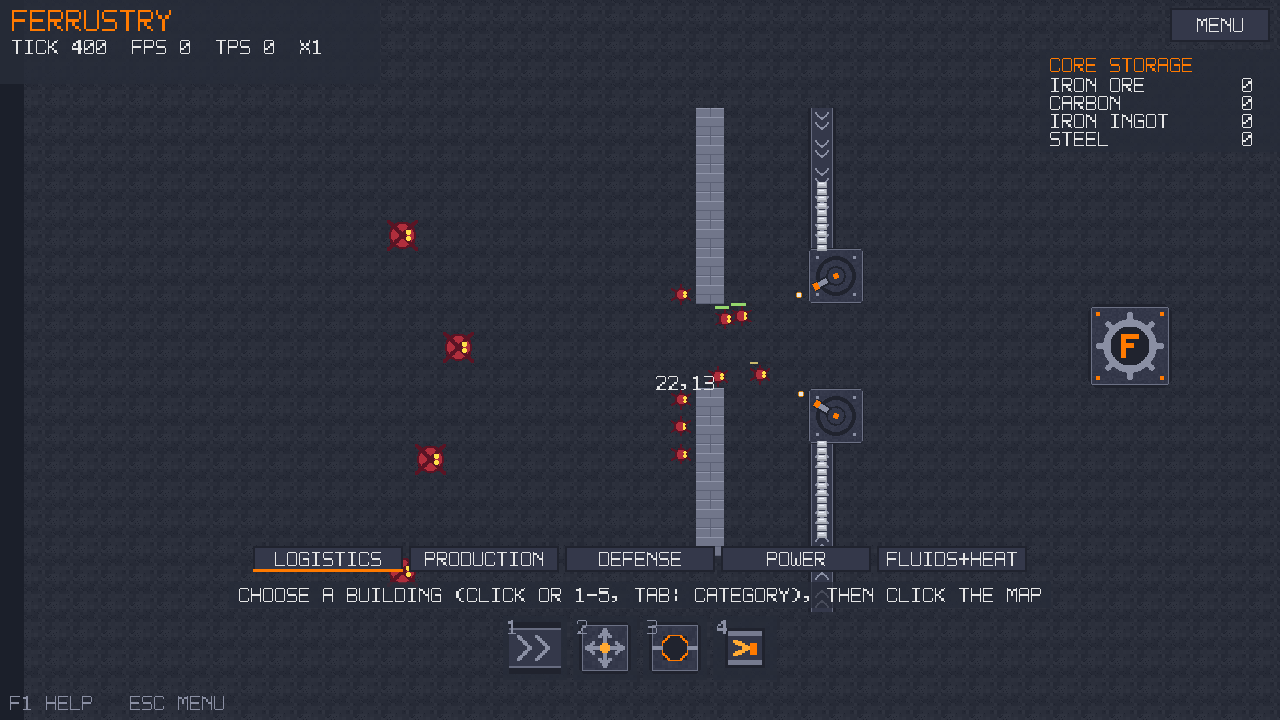 FERRUSTRY
TICK 400 FPS 0 TPS 0 X1
MENU
CORE STORAGE
IRON ORE 0
CARBON 0
IRON INGOT 0
STEEL 0
F
22,13
LOGISTICS PRODUCTION DEFENSE POWER FLUIDS+HEAT
CHOOSE A BUILDING (CLICK OR 1-5, TAB: CATEGORY), THEN CLICK THE MAP
1 2 3 4
F1 HELP ESC MENU